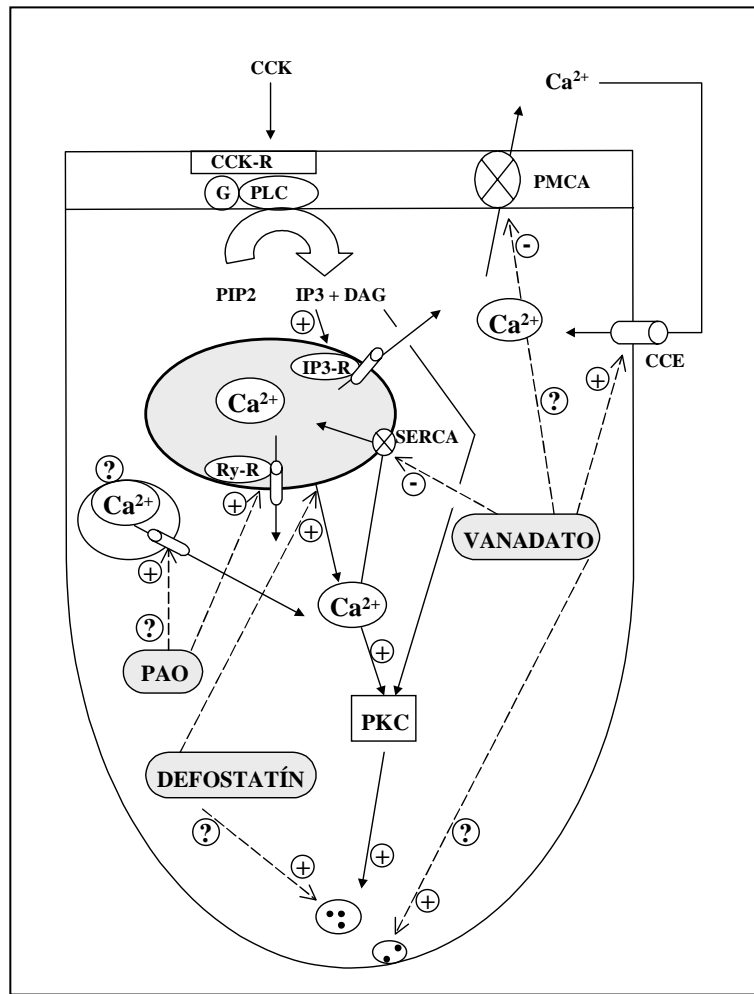 CCK
Ca²⁺
CCK-R
G
PLC
PMCA
-
PIP2
IP3 + DAG
+
Ca²⁺
CCE
IP3-R
+
Ca²⁺
?
SERCA
Ry-R
?
Ca²⁺
+
+
-
VANADATO
+
Ca²⁺
?
+
PAO
PKC
DEFOSTATÍN
?
?
+
+
+